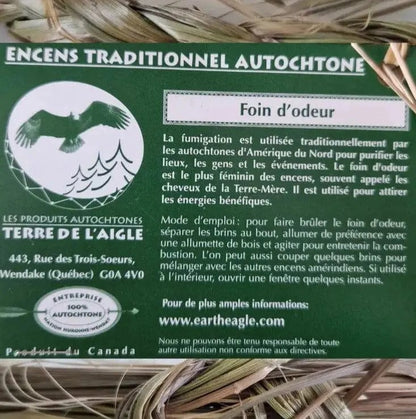 ENCENS TRADITIONNEL AUTOCHTONE
Foin d'odeur
La fumigation est utilisée traditionnellement par
les autochtones d'Amérique du Nord pour purifier les
lieux, les gens et les événements. Le foin d'odeur
est le plus féminin des encens, souvent appelé les
cheveux de la Terre-Mère. Il est utilisé pour attirer
les énergies bénéfiques.
Mode d'emploi : pour faire brûler le foin d'odeur,
séparer les brins au bout, allumer de préférence avec
une allumette de bois et agiter pour entretenir la com-
bustion. L'on peut aussi couper quelques brins pour
mélanger avec les autres encens amérindiens. Si utilisé
à l'intérieur, ouvrir une fenêtre quelques instants.
Pour de plus amples informations:
www.eartheagle.com
Nous ne pouvons être tenu responsable de toute
autre utilisation non conforme aux directives.
LES PRODUITS AUTOCHTONES
TERRE DE L'AIGLE
443, Rue des Trois-Soeurs,
Wendake (Québec) G0A 4V0
ENTREPRISE
100%
AUTOCHTONE
NATION HURONNE-WENDAT
Produit du Canada